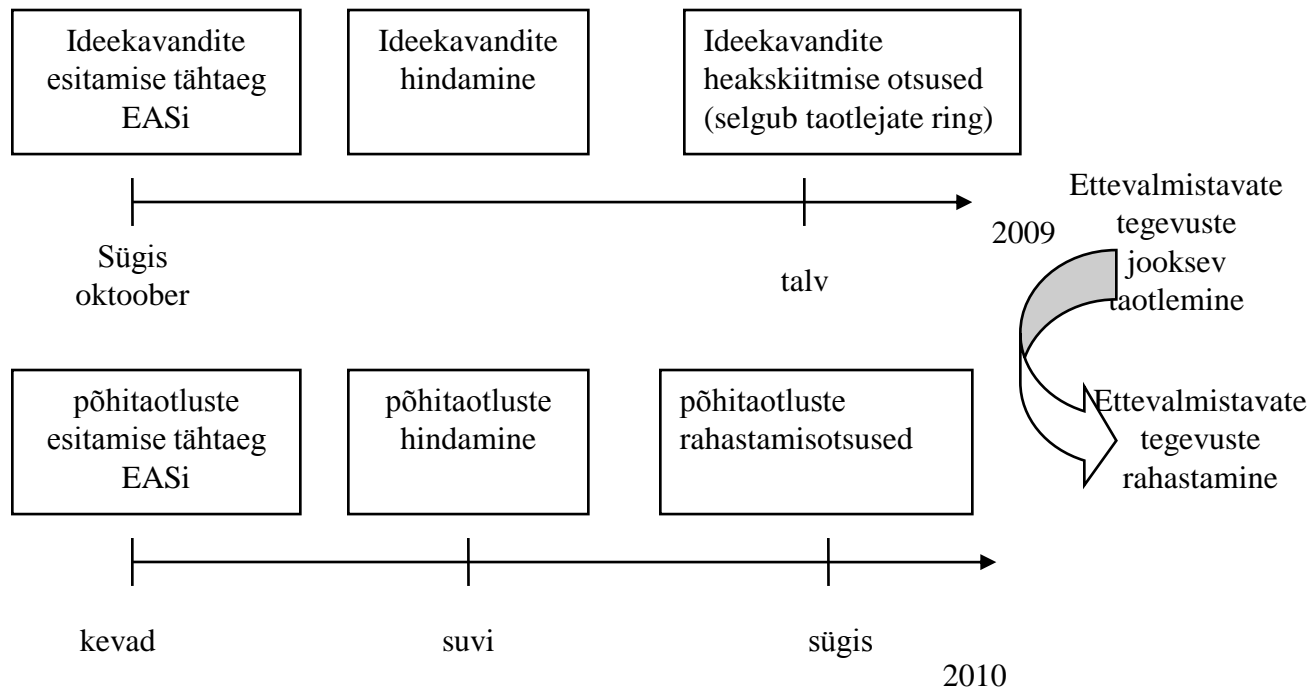 Ideekavandite
esitamise tähtaeg
EASi
Ideekavandite
hindamine
Ideekavandite
heakskiitmise otsused
(selgub taotlejate ring)
Sügis
oktoober
talv
2009
Ettevalmistavate
tegevuste
jooksev
taotlemine
põhitaotluste
esitamise tähtaeg
EASi
põhitaotluste
hindamine
põhitaotluste
rahastamisotsused
Ettevalmistavate
tegevuste
rahastamine
kevad
suvi
sügis
2010